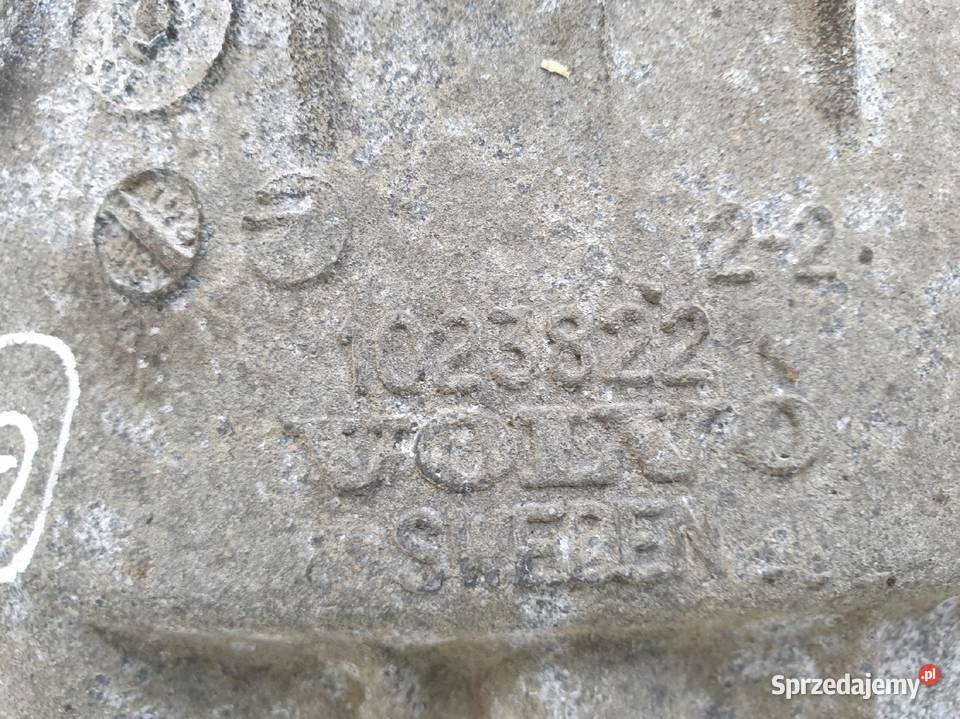 2-2
1023822
VOLVO
SWEDEN
Sprzedajemy.pl